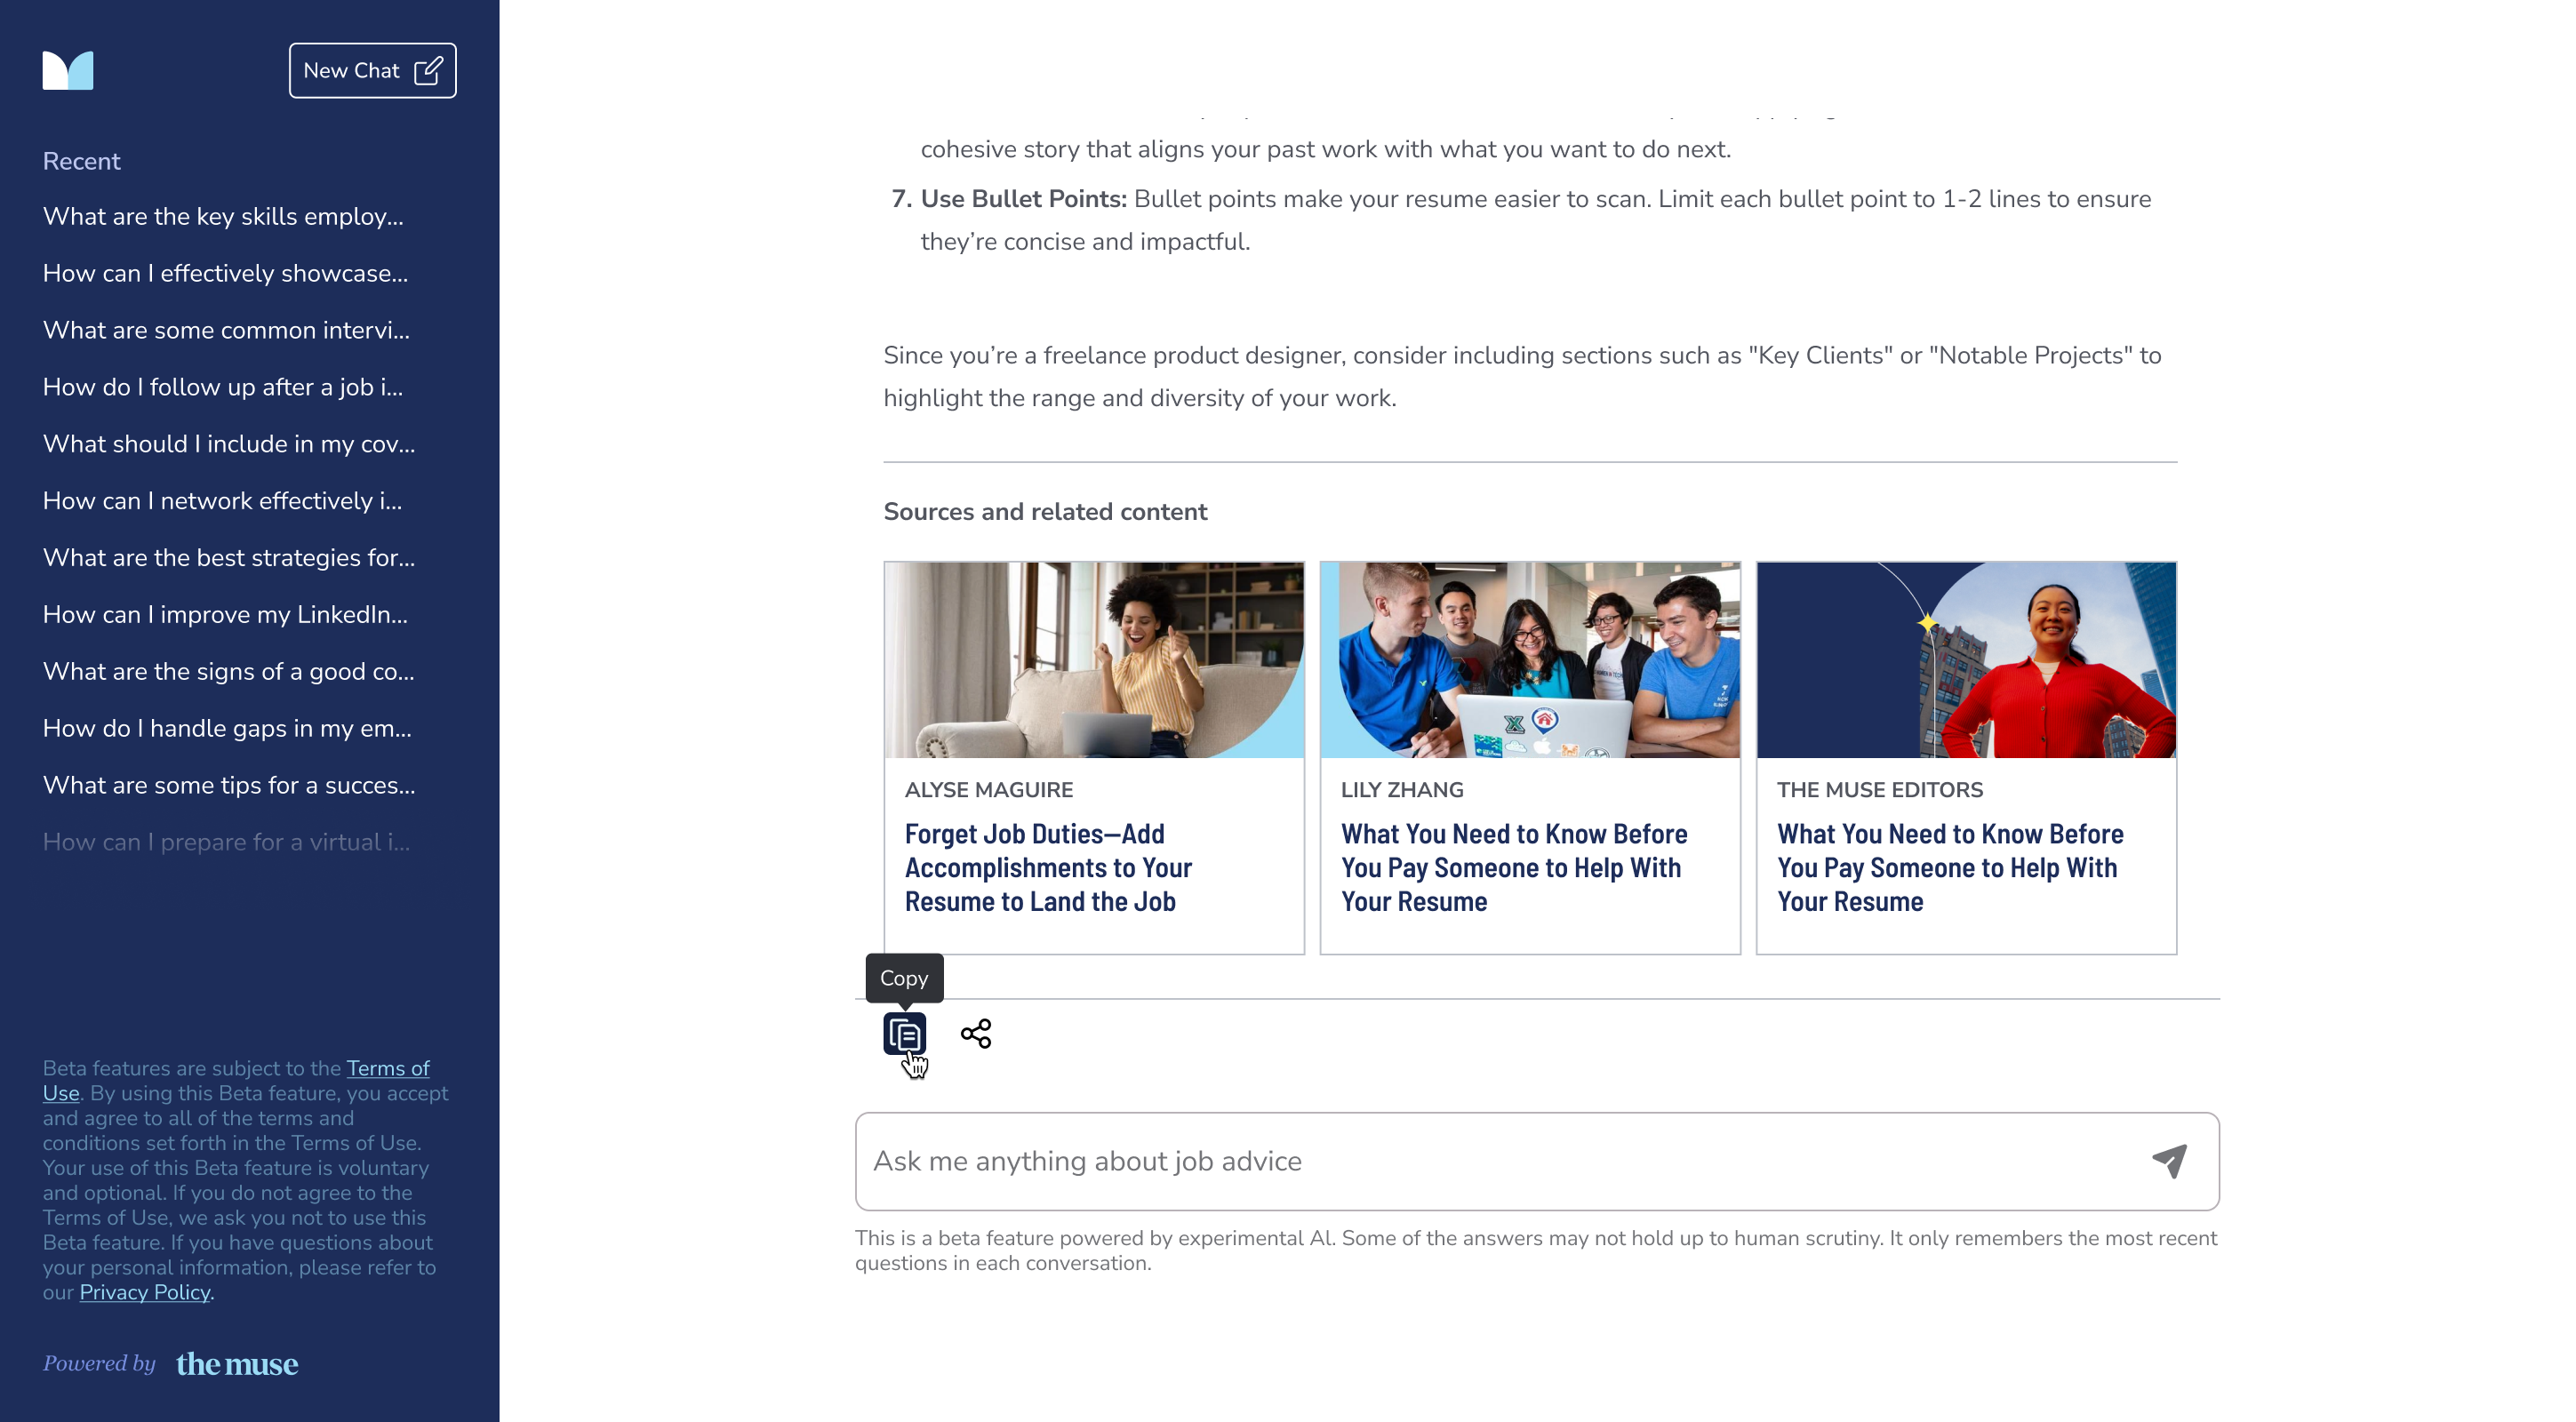 New Chat
Recent
What are the key skills employ...
How can I effectively showcase...
What are some common intervi...
How do I follow up after a job i...
What should I include in my cov...
How can I network effectively i...
What are the best strategies for...
How can I improve my LinkedIn...
What are the signs of a good co...
How do I handle gaps in my em...
What are some tips for a succes...
How can I prepare for a virtual i...
Beta features are subject to the Terms of
Use. By using this Beta feature, you accept
and agree to all of the terms and
conditions set forth in the Terms of Use.
Your use of this Beta feature is voluntary
and optional. If you do not agree to the
Terms of Use, we ask you not to use this
Beta feature. If you have questions about
your personal information, please refer to
our Privacy Policy.
Powered by the muse
cohesive story that aligns your past work with what you want to do next.
7. Use Bullet Points: Bullet points make your resume easier to scan. Limit each bullet point to 1-2 lines to ensure
they’re concise and impactful.
Since you’re a freelance product designer, consider including sections such as "Key Clients" or "Notable Projects" to
highlight the range and diversity of your work.
Sources and related content
ALYSE MAGUIRE
Forget Job Duties—Add
Accomplishments to Your
Resume to Land the Job
LILY ZHANG
What You Need to Know Before
You Pay Someone to Help With
Your Resume
THE MUSE EDITORS
What You Need to Know Before
You Pay Someone to Help With
Your Resume
Copy
Ask me anything about job advice
This is a beta feature powered by experimental Al. Some of the answers may not hold up to human scrutiny. It only remembers the most recent
questions in each conversation.